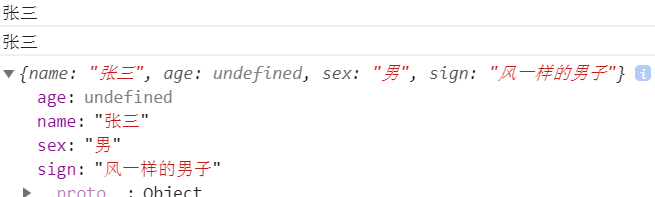 张三
张三
{name: "张三", age: undefined, sex: "男", sign: "风一样的男子"} i
age: undefined
name: "张三"
sex: "男"
sign: "风一样的男子"
proto : Object